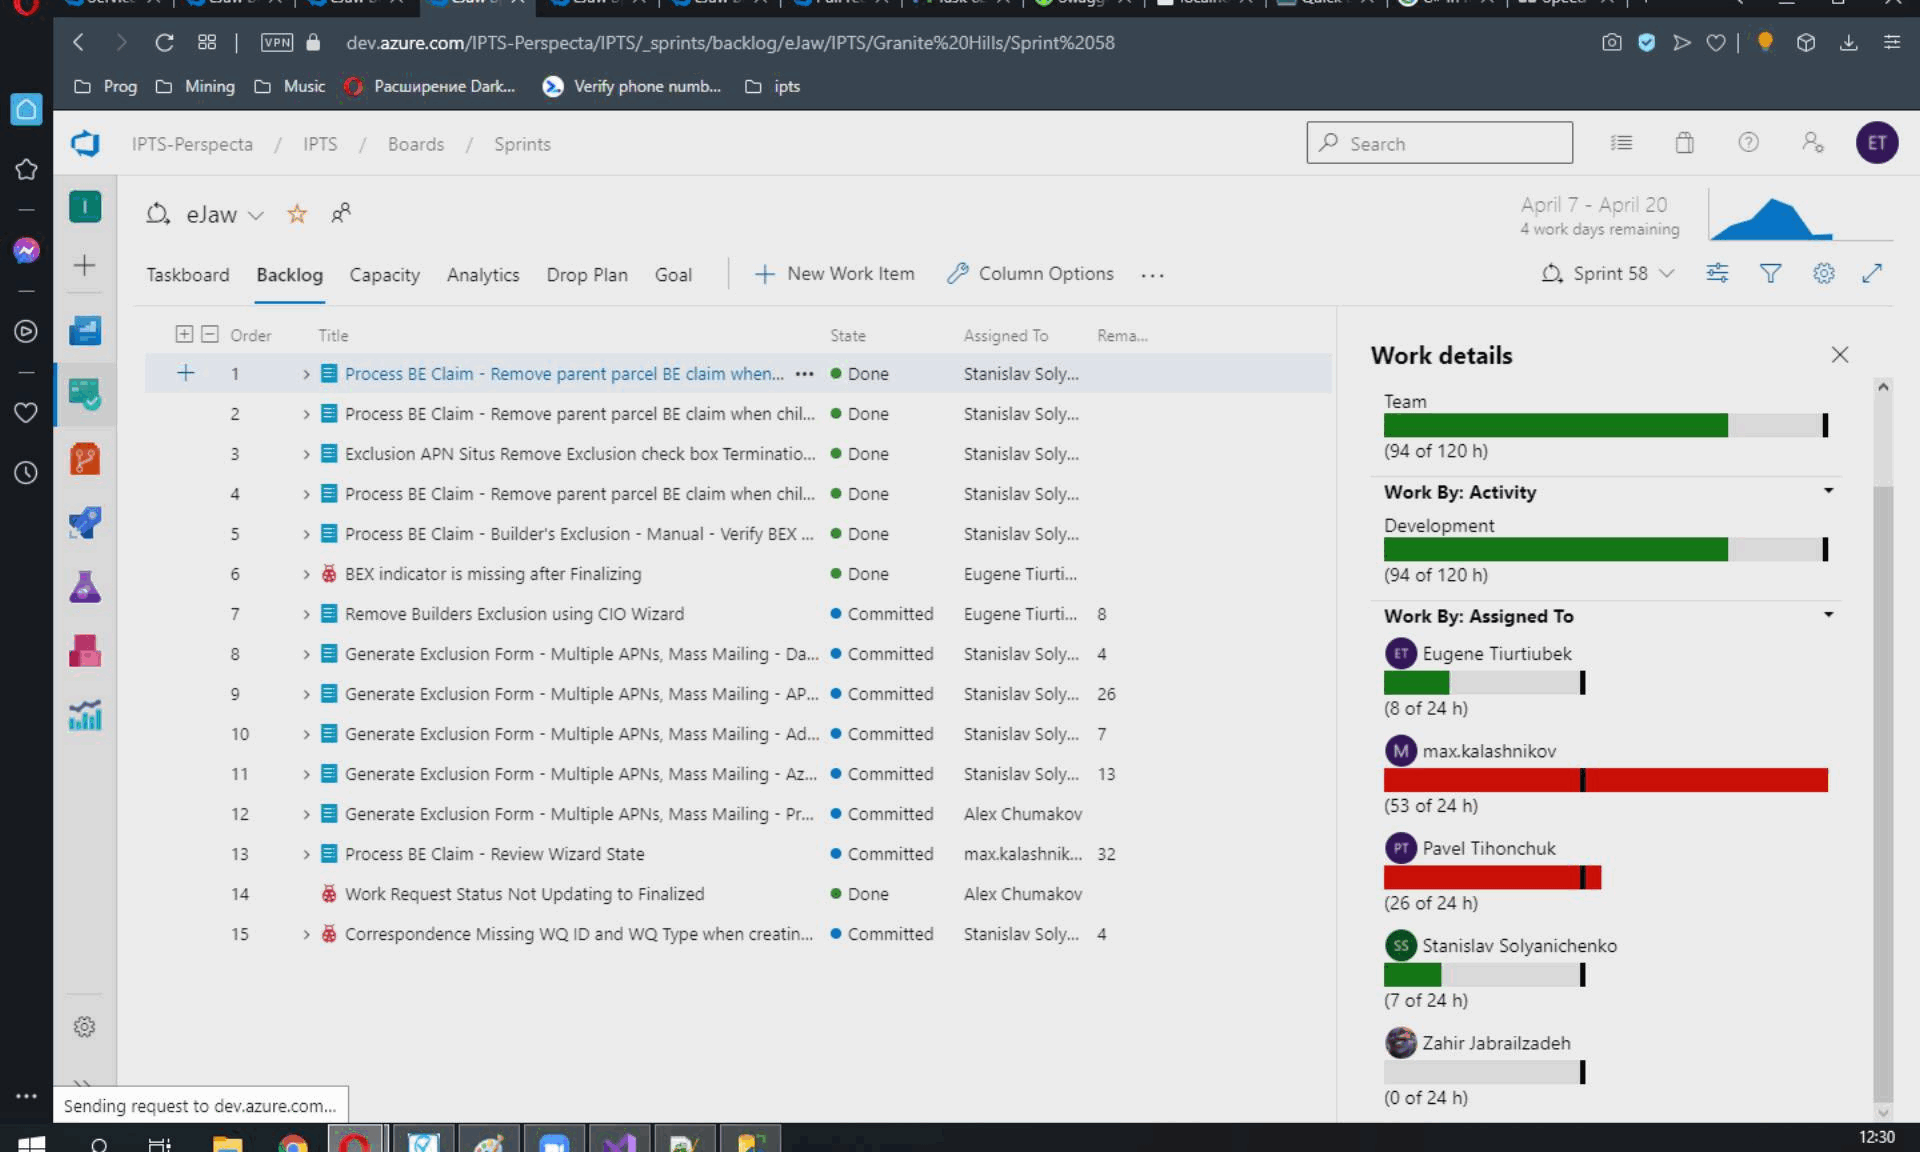 VPN
dev.azure.com/IPTS-Perspecta/IPTS/_sprints/backlog/eJaw/IPTS/Granite%20Hills/Sprint%2058
Prog
Mining
Music
Расширение Dark...
Verify phone numb...
ipts
IPTS-Perspecta / IPTS / Boards / Sprints
Search
ET
I
eJaw
April 7 - April 20
4 work days remaining
Taskboard
Backlog
Capacity
Analytics
Drop Plan
Goal
New Work Item
Column Options
Sprint 58
Order Title State Assigned To Rema...
1 Process BE Claim - Remove parent parcel BE claim when... Done Stanislav Soly...
2 Process BE Claim - Remove parent parcel BE claim when chil... Done Stanislav Soly...
3 Exclusion APN Situs Remove Exclusion check box Terminatio... Done Stanislav Soly...
4 Process BE Claim - Remove parent parcel BE claim when chil... Done Stanislav Soly...
5 Process BE Claim - Builder's Exclusion - Manual - Verify BEX ... Done Stanislav Soly...
6 BEX indicator is missing after Finalizing Done Eugene Tiurti...
7 Remove Builders Exclusion using CIO Wizard Committed Eugene Tiurti... 8
8 Generate Exclusion Form - Multiple APNs, Mass Mailing - Da... Committed Stanislav Soly... 4
9 Generate Exclusion Form - Multiple APNs, Mass Mailing - AP... Committed Stanislav Soly... 26
10 Generate Exclusion Form - Multiple APNs, Mass Mailing - Ad... Committed Stanislav Soly... 7
11 Generate Exclusion Form - Multiple APNs, Mass Mailing - Az... Committed Stanislav Soly... 13
12 Generate Exclusion Form - Multiple APNs, Mass Mailing - Pr... Committed Alex Chumakov
13 Process BE Claim - Review Wizard State Committed max.kalashnik... 32
14 Work Request Status Not Updating to Finalized Done Alex Chumakov
15 Correspondence Missing WQ ID and WQ Type when creatin... Committed Stanislav Soly... 4
Work details
Team
(94 of 120 h)
Work By: Activity
Development
(94 of 120 h)
Work By: Assigned To
ET Eugene Tiurtiubek
(8 of 24 h)
M max.kalashnikov
(53 of 24 h)
PT Pavel Tihonchuk
(26 of 24 h)
SS Stanislav Solyanichenko
(7 of 24 h)
Zahir Jabrailzadeh
(0 of 24 h)
Sending request to dev.azure.com...
12:30